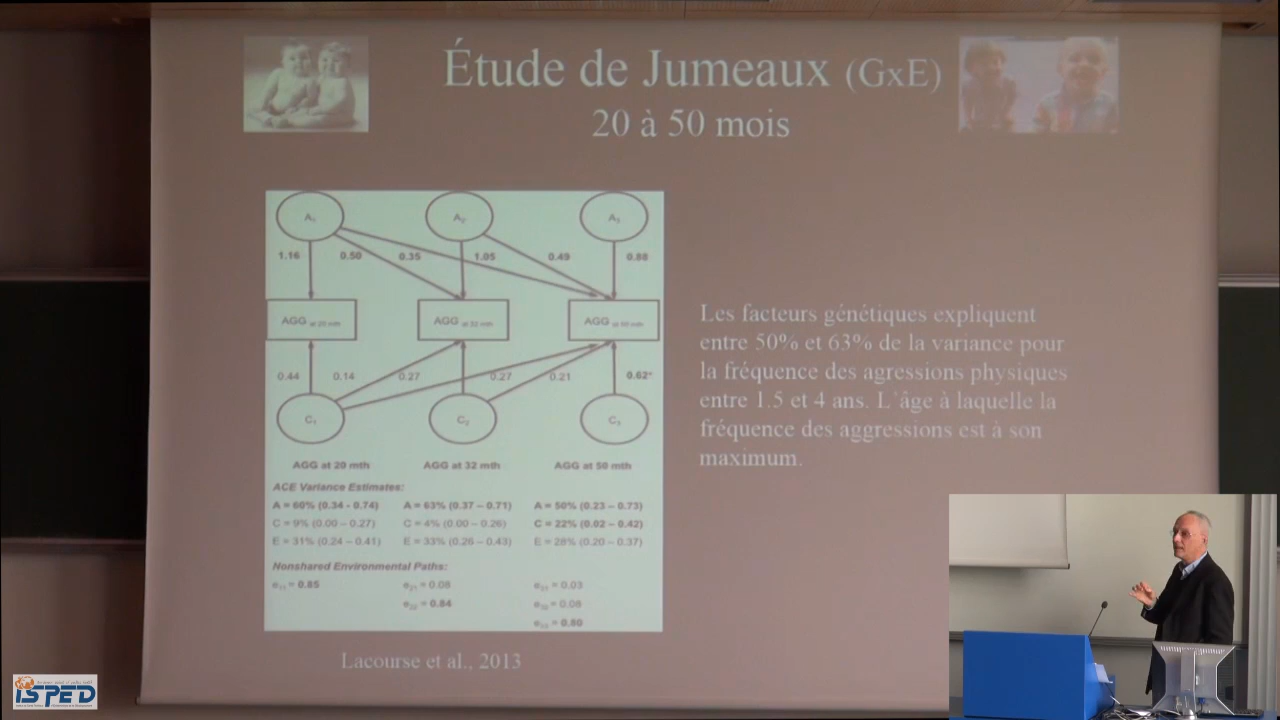 Étude de Jumeaux (GxE)
20 à 50 mois
A₁ A₂ A₃
1.16 0.50 0.35 1.05 0.49 0.88
AGG at 20 mth AGG at 32 mth AGG at 50 mth
0.44 0.14 0.27 0.27 0.21 0.62*
C₁ C₂ C₃
AGG at 20 mth AGG at 32 mth AGG at 50 mth
ACE Variance Estimates:
A = 60% (0.34 - 0.74) A = 63% (0.37 – 0.71) A = 50% (0.23 – 0.73)
C = 9% (0.00 – 0.27) C = 4% (0.00 – 0.26) C = 22% (0.02 – 0.42)
E = 31% (0.24 – 0.41) E = 33% (0.26 – 0.43) E = 28% (0.20 – 0.37)
Nonshared Environmental Paths:
e₁₁ = 0.85 e₂₁ = 0.08 e₃₁ = 0.03
e₂₂ = 0.84 = 0.08
= 0.80
Les facteurs génétiques expliquent
entre 50% et 63% de la variance pour
la fréquence des agressions physiques
entre 1.5 et 4 ans. L'âge à laquelle la
fréquence des aggressions est à son
maximum.
Lacourse et al., 2013
ISPED